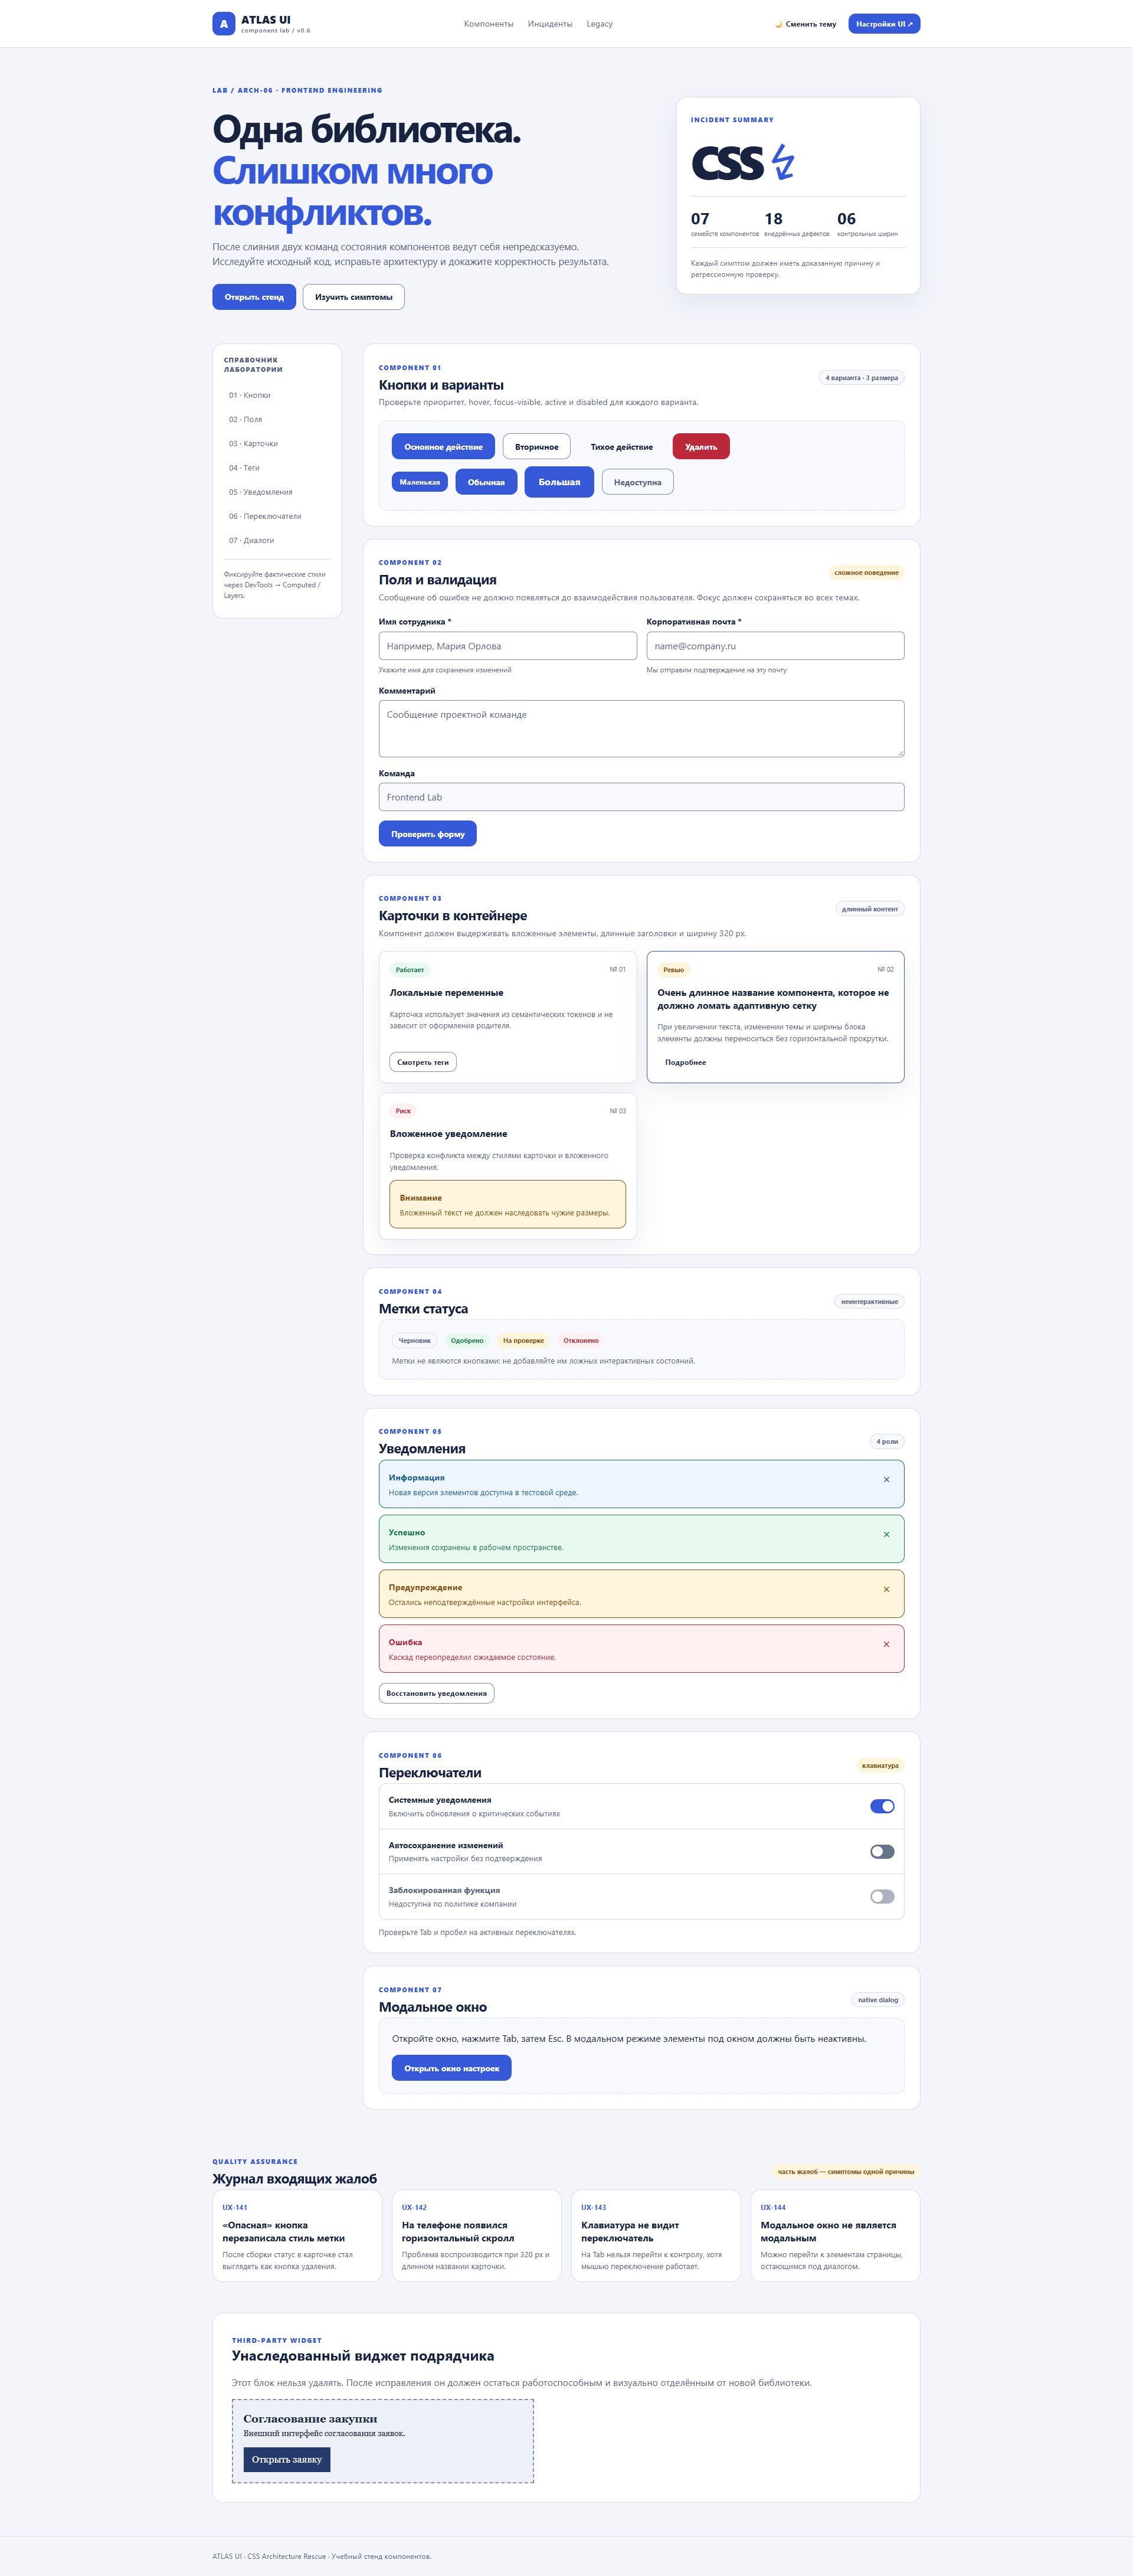 A
ATLAS UI
component lab / v0.6
Компоненты Инциденты Legacy
🌙 Сменить тему
Настройки UI ↗
LAB / ARCH-06 · FRONTEND ENGINEERING
Одна библиотека.
Слишком много
конфликтов.
После слияния двух команд состояния компонентов ведут себя непредсказуемо.
Исследуйте исходный код, исправьте архитектуру и докажите корректность результата.
Открыть стенд
Изучить симптомы
INCIDENT SUMMARY
CSS↯
07 18 06
семейств компонентов внедрённых дефектов контрольных ширин
Каждый симптом должен иметь доказанную причину и
регрессионную проверку.
СПРАВОЧНИК
ЛАБОРАТОРИИ
01 · Кнопки
02 · Поля
03 · Карточки
04 · Теги
05 · Уведомления
06 · Переключатели
07 · Диалоги
Фиксируйте фактические стили
через DevTools → Computed /
Layers.
COMPONENT 01
Кнопки и варианты
4 варианта · 3 размера
Проверьте приоритет, hover, focus-visible, active и disabled для каждого варианта.
Основное действие Вторичное Тихое действие Удалить
Маленькая Обычная Большая Недоступна
COMPONENT 02
Поля и валидация
сложное поведение
Сообщение об ошибке не должно появляться до взаимодействия пользователя. Фокус должен сохраняться во всех темах.
Имя сотрудника *
Например, Мария Орлова
Укажите имя для сохранения изменений
Корпоративная почта *
name@company.ru
Мы отправим подтверждение на эту почту
Комментарий
Сообщение проектной команде
Команда
Frontend Lab
Проверить форму
COMPONENT 03
Карточки в контейнере
длинный контент
Компонент должен выдерживать вложенные элементы, длинные заголовки и ширину 320 px.
Работает № 01
Локальные переменные
Карточка использует значения из семантических токенов и не
зависит от оформления родителя.
Смотреть теги
Ревью № 02
Очень длинное название компонента, которое не
должно ломать адаптивную сетку
При увеличении текста, изменении темы и ширины блока
элементы должны переноситься без горизонтальной прокрутки.
Подробнее
Риск № 03
Вложенное уведомление
Проверка конфликта между стилями карточки и вложенного
уведомления.
Внимание
Вложенный текст не должен наследовать чужие размеры.
COMPONENT 04
Метки статуса
неинтерактивные
Черновик Одобрено На проверке Отклонено
Метки не являются кнопками: не добавляйте им ложных интерактивных состояний.
COMPONENT 05
Уведомления
4 роли
Информация
Новая версия элементов доступна в тестовой среде.
×
Успешно
Изменения сохранены в рабочем пространстве.
×
Предупреждение
Остались неподтверждённые настройки интерфейса.
×
Ошибка
Каскад переопределил ожидаемое состояние.
×
Восстановить уведомления
COMPONENT 06
Переключатели
клавиатура
Системные уведомления
Включить обновления о критических событиях
Автосохранение изменений
Применять настройки без подтверждения
Заблокированная функция
Недоступна по политике компании
Проверьте Tab и пробел на активных переключателях.
COMPONENT 07
Модальное окно
native dialog
Откройте окно, нажмите Tab, затем Esc. В модальном режиме элементы под окном должны быть неактивны.
Открыть окно настроек
QUALITY ASSURANCE
Журнал входящих жалоб
часть жалоб — симптомы одной причины
UX-141
«Опасная» кнопка
перезаписала стиль метки
После сборки статус в карточке стал
выглядеть как кнопка удаления.
UX-142
На телефоне появился
горизонтальный скролл
Проблема воспроизводится при 320 px и
длинном названии карточки.
UX-143
Клавиатура не видит
переключатель
На Tab нельзя перейти к контролу, хотя
мышью переключение работает.
UX-144
Модальное окно не является
модальным
Можно перейти к элементам страницы,
остающимся под диалогом.
THIRD-PARTY WIDGET
Унаследованный виджет подрядчика
Этот блок нельзя удалять. После исправления он должен остаться работоспособным и визуально отделённым от новой библиотеки.
Согласование закупки
Внешний интерфейс согласования заявок.
Открыть заявку
ATLAS UI · CSS Architecture Rescue · Учебный стенд компонентов.